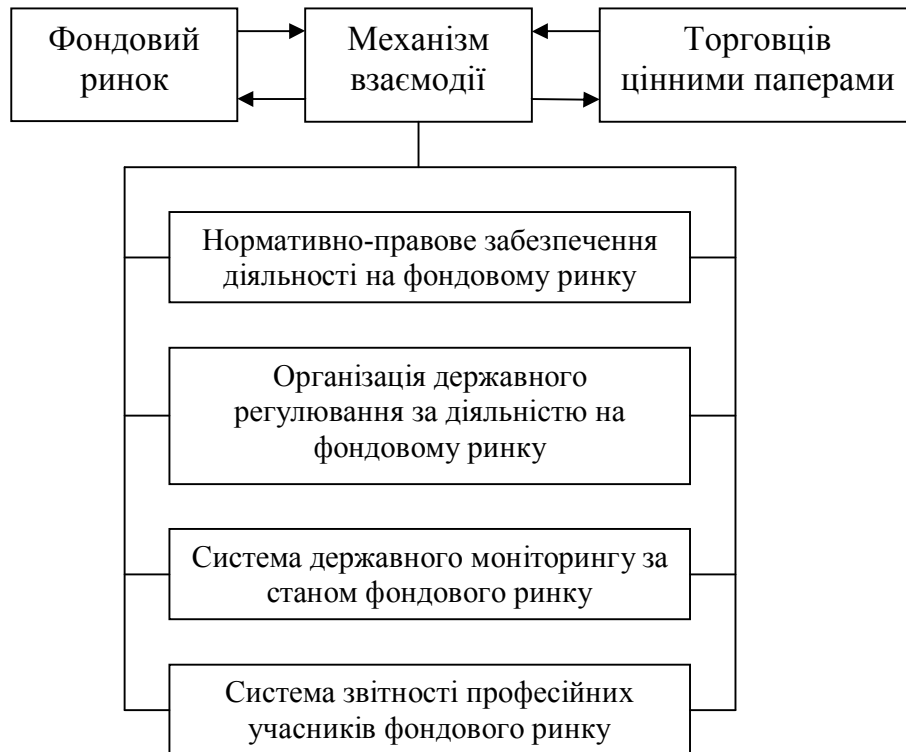 Фондовий
ринок
Механізм
взаємодії
Торговців
цінними паперами
Нормативно-правове забезпечення
діяльності на фондовому ринку
Організація державного
регулювання за діяльністю на
фондовому ринку
Система державного моніторингу за
станом фондового ринку
Система звітності професійних
учасників фондового ринку